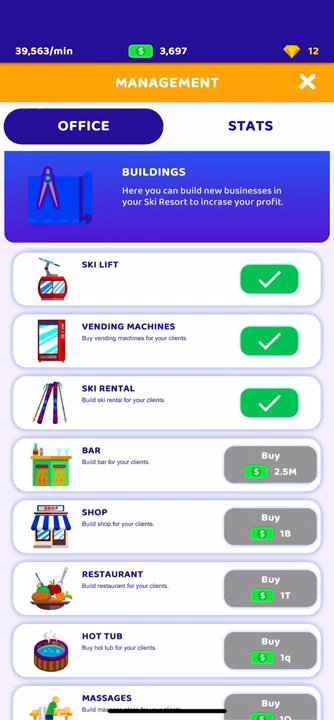 39,563/min $ 3,697 12
MANAGEMENT
OFFICE STATS
BUILDINGS
Here you can build new businesses in
your Ski Resort to incrase your profit.
SKI LIFT
VENDING MACHINES
Buy vending machines for your clients.
SKI RENTAL
Build ski rental for your clients.
BAR
Build bar for your clients.
Buy
$ 2.5M
SHOP
SHOP
Build shop for your clients.
Buy
$ 1B
RESTAURANT
Build restaurant for your clients.
Buy
$ 1T
HOT TUB
Buy hot tub for your clients.
Buy
$ 1q
MASSAGES
Buy